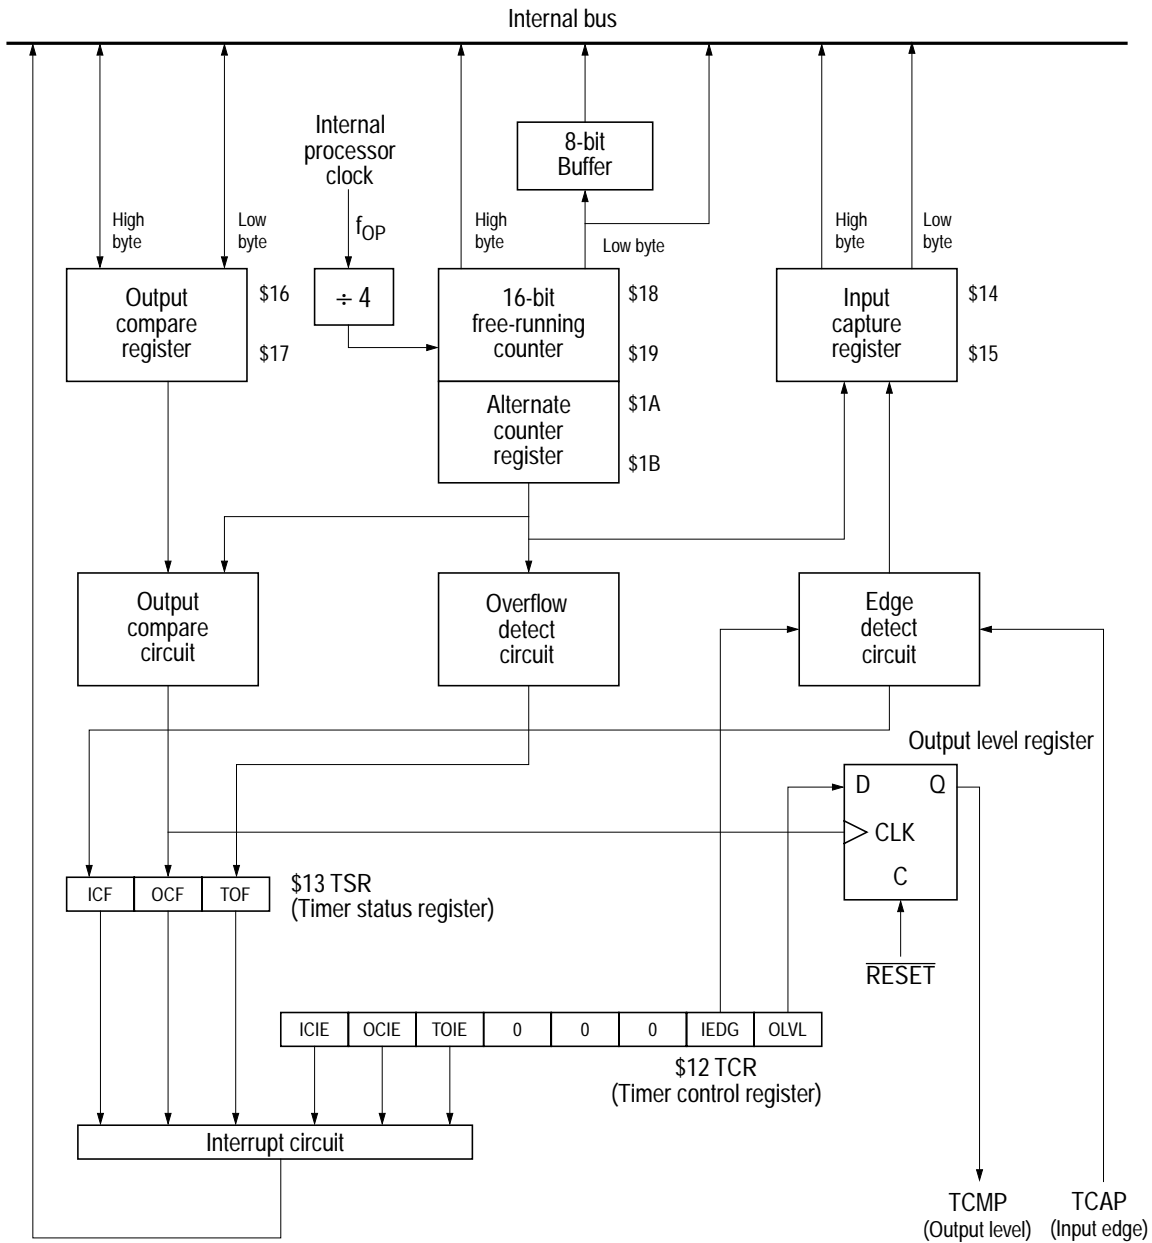 Internal bus
Internal
processor
clock
8-bit
Buffer
High
byte
Low
byte
fOP
High
byte
Low byte
High
byte
Low
byte
Output
compare
register
$16
$17
÷ 4
16-bit
free-running
counter
$18
$19
Input
capture
register
$14
$15
Alternate
counter
register
$1A
$1B
Output
compare
circuit
Overflow
detect
circuit
Edge
detect
circuit
Output level register
D Q
CLK
C
RESET
ICF OCF TOF
$13 TSR
(Timer status register)
ICIE OCIE TOIE 0 0 0 IEDG OLVL
$12 TCR
(Timer control register)
Interrupt circuit
TCMP
(Output level)
TCAP
(Input edge)